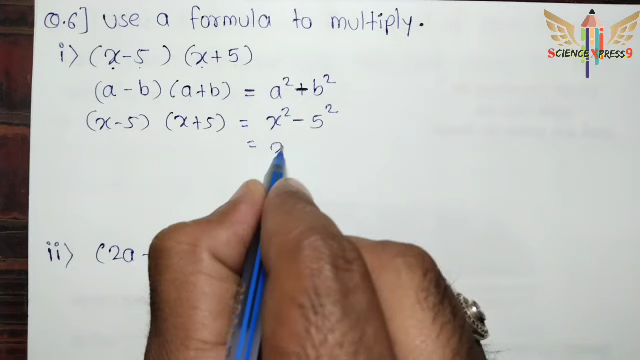 Q.6] Use a formula to multiply.
SCIENCE XPRESS9
i) (x-5) (x+5)
(a-b) (a+b) = a² - b²
(x-5) (x+5) = x² - 5²
=
ii) (2a